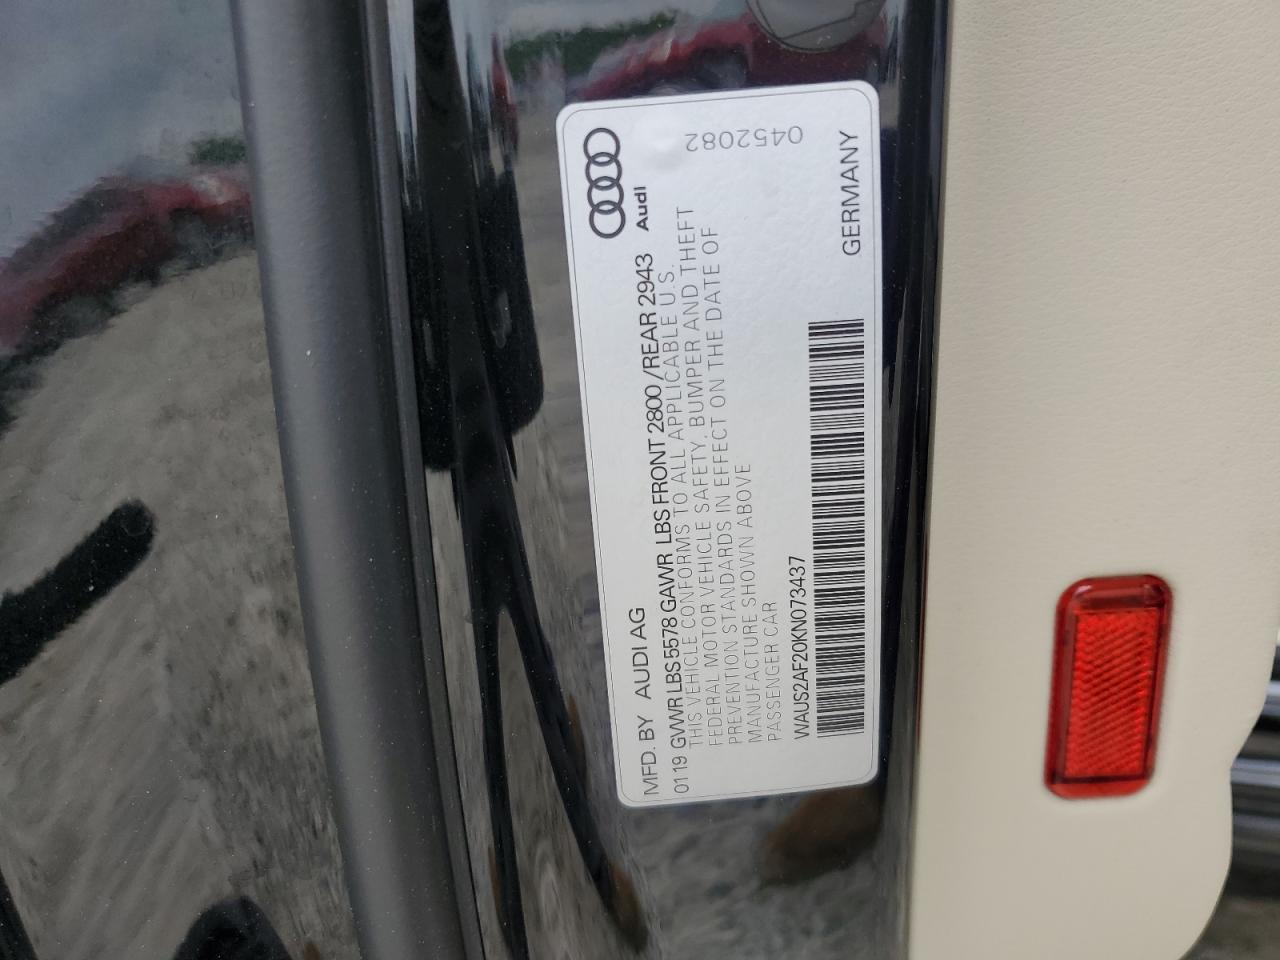 MFD. BY AUDI AG
Audi
0119 GVWR LBS 5578 GAWR LBS FRONT 2800 /REAR 2943
THIS VEHICLE CONFORMS TO ALL APPLICABLE U.S.
FEDERAL MOTOR VEHICLE SAFETY, BUMPER AND THEFT
PREVENTION STANDARDS IN EFFECT ON THE DATE OF
MANUFACTURE SHOWN ABOVE
PASSENGER CAR
0452082
WAUS2AF20KN073437
GERMANY